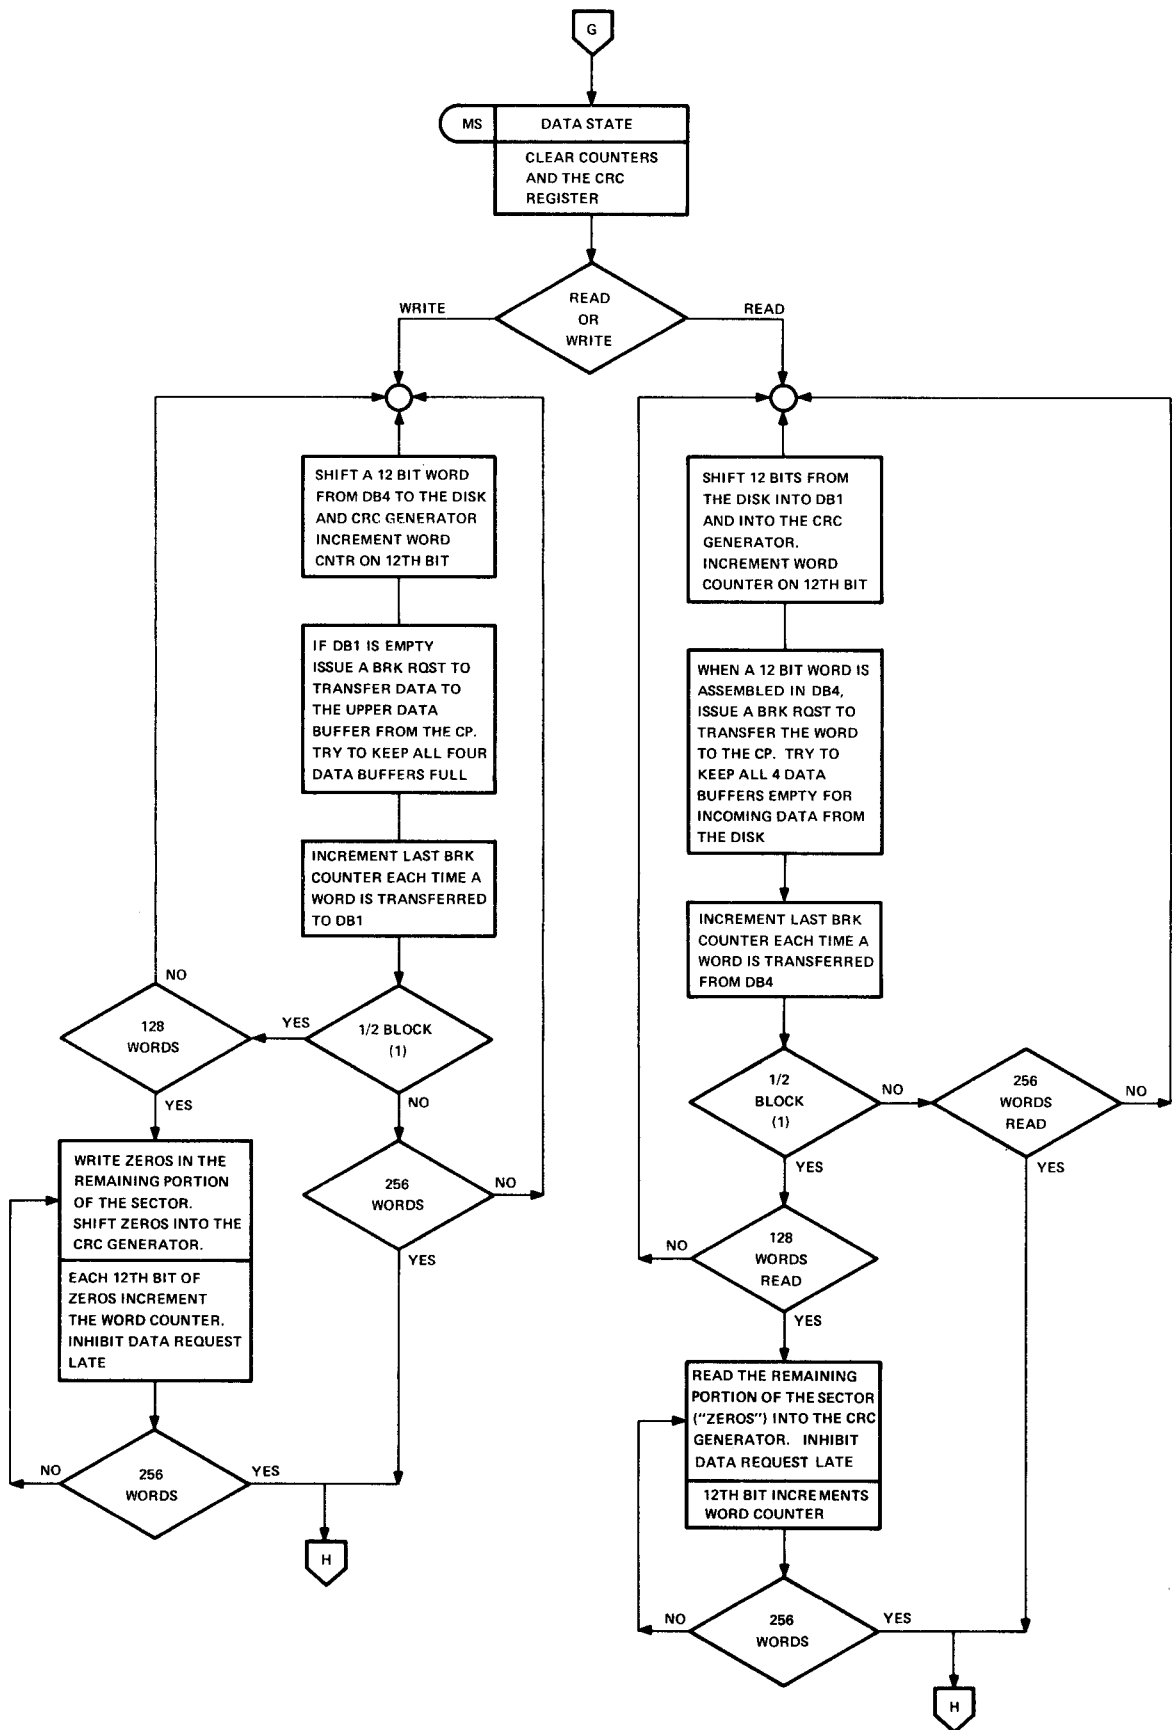 G
MS
DATA STATE
CLEAR COUNTERS
AND THE CRC
REGISTER
READ
OR
WRITE
WRITE
READ
SHIFT A 12 BIT WORD
FROM DB4 TO THE DISK
AND CRC GENERATOR
INCREMENT WORD
CNTR ON 12TH BIT
IF DB1 IS EMPTY
ISSUE A BRK RQST TO
TRANSFER DATA TO
THE UPPER DATA
BUFFER FROM THE CP.
TRY TO KEEP ALL FOUR
DATA BUFFERS FULL
INCREMENT LAST BRK
COUNTER EACH TIME A
WORD IS TRANSFERRED
TO DB1
1/2 BLOCK
(1)
YES
NO
128
WORDS
NO
YES
WRITE ZEROS IN THE
REMAINING PORTION
OF THE SECTOR.
SHIFT ZEROS INTO THE
CRC GENERATOR.
EACH 12TH BIT OF
ZEROS INCREMENT
THE WORD COUNTER.
INHIBIT DATA REQUEST
LATE
256
WORDS
NO
YES
256
WORDS
NO
YES
H
SHIFT 12 BITS FROM
THE DISK INTO DB1
AND INTO THE CRC
GENERATOR.
INCREMENT WORD
COUNTER ON 12TH BIT
WHEN A 12 BIT WORD IS
ASSEMBLED IN DB4,
ISSUE A BRK RQST TO
TRANSFER THE WORD
TO THE CP. TRY TO
KEEP ALL 4 DATA
BUFFERS EMPTY FOR
INCOMING DATA FROM
THE DISK
INCREMENT LAST BRK
COUNTER EACH TIME A
WORD IS TRANSFERRED
FROM DB4
1/2
BLOCK
(1)
NO
YES
256
WORDS
READ
NO
YES
128
WORDS
READ
NO
YES
READ THE REMAINING
PORTION OF THE SECTOR
("ZEROS") INTO THE CRC
GENERATOR. INHIBIT
DATA REQUEST LATE
12TH BIT INCREMENTS
WORD COUNTER
256
WORDS
NO
YES
H